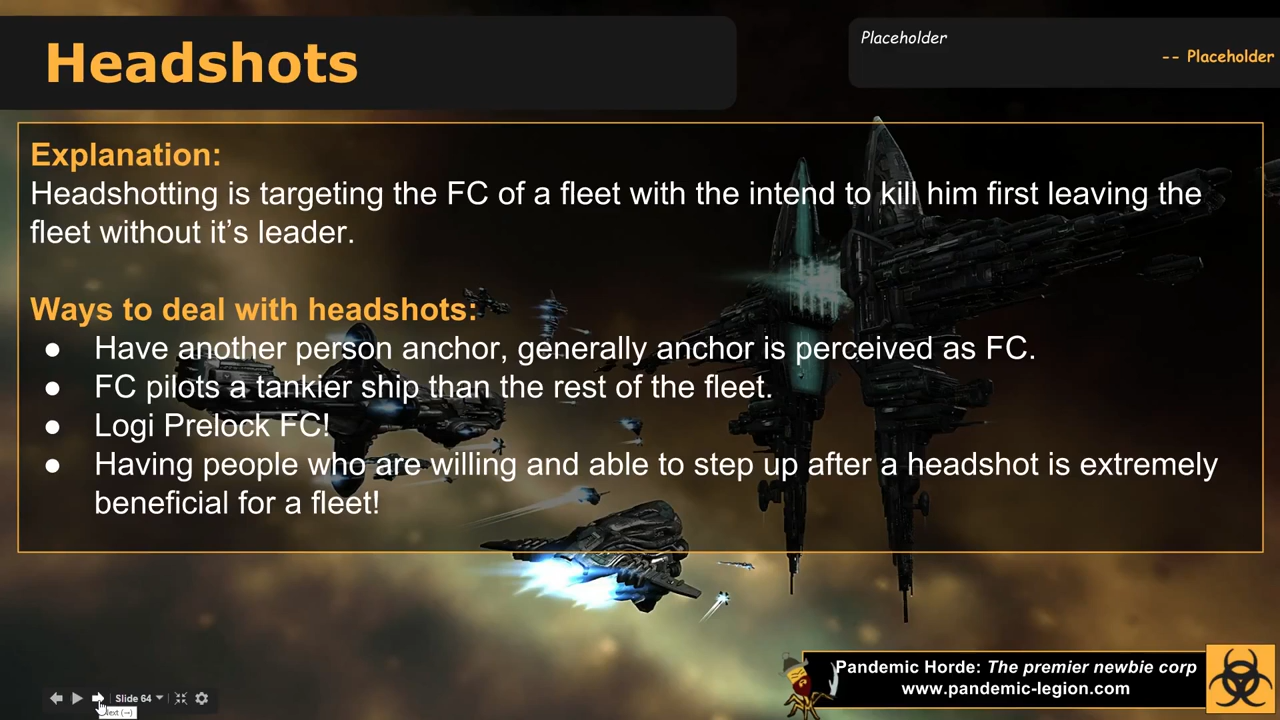 Headshots
Placeholder
-- Placeholder
Explanation:
Headshotting is targeting the FC of a fleet with the intend to kill him first leaving the
fleet without it’s leader.
Ways to deal with headshots:
● Have another person anchor, generally anchor is perceived as FC.
● FC pilots a tankier ship than the rest of the fleet.
● Logi Prelock FC!
● Having people who are willing and able to step up after a headshot is extremely
beneficial for a fleet!
Pandemic Horde: The premier newbie corp
www.pandemic-legion.com
Slide 64
Next (→)